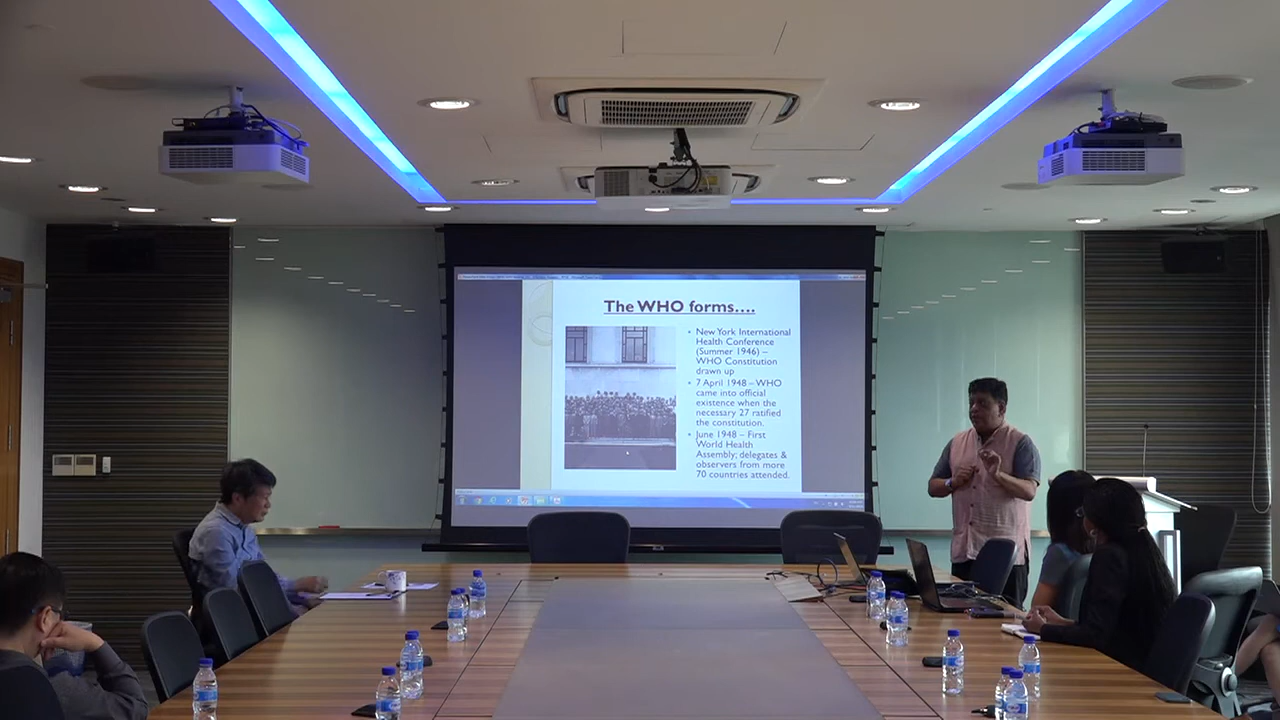 The WHO forms....
• New York International
Health Conference
(Summer 1946) –
WHO Constitution
drawn up
• 7 April 1948 – WHO
came into official
existence when the
necessary 27 ratified
the constitution.
• June 1948 – First
World Health
Assembly; delegates &
observers from more
70 countries attended.